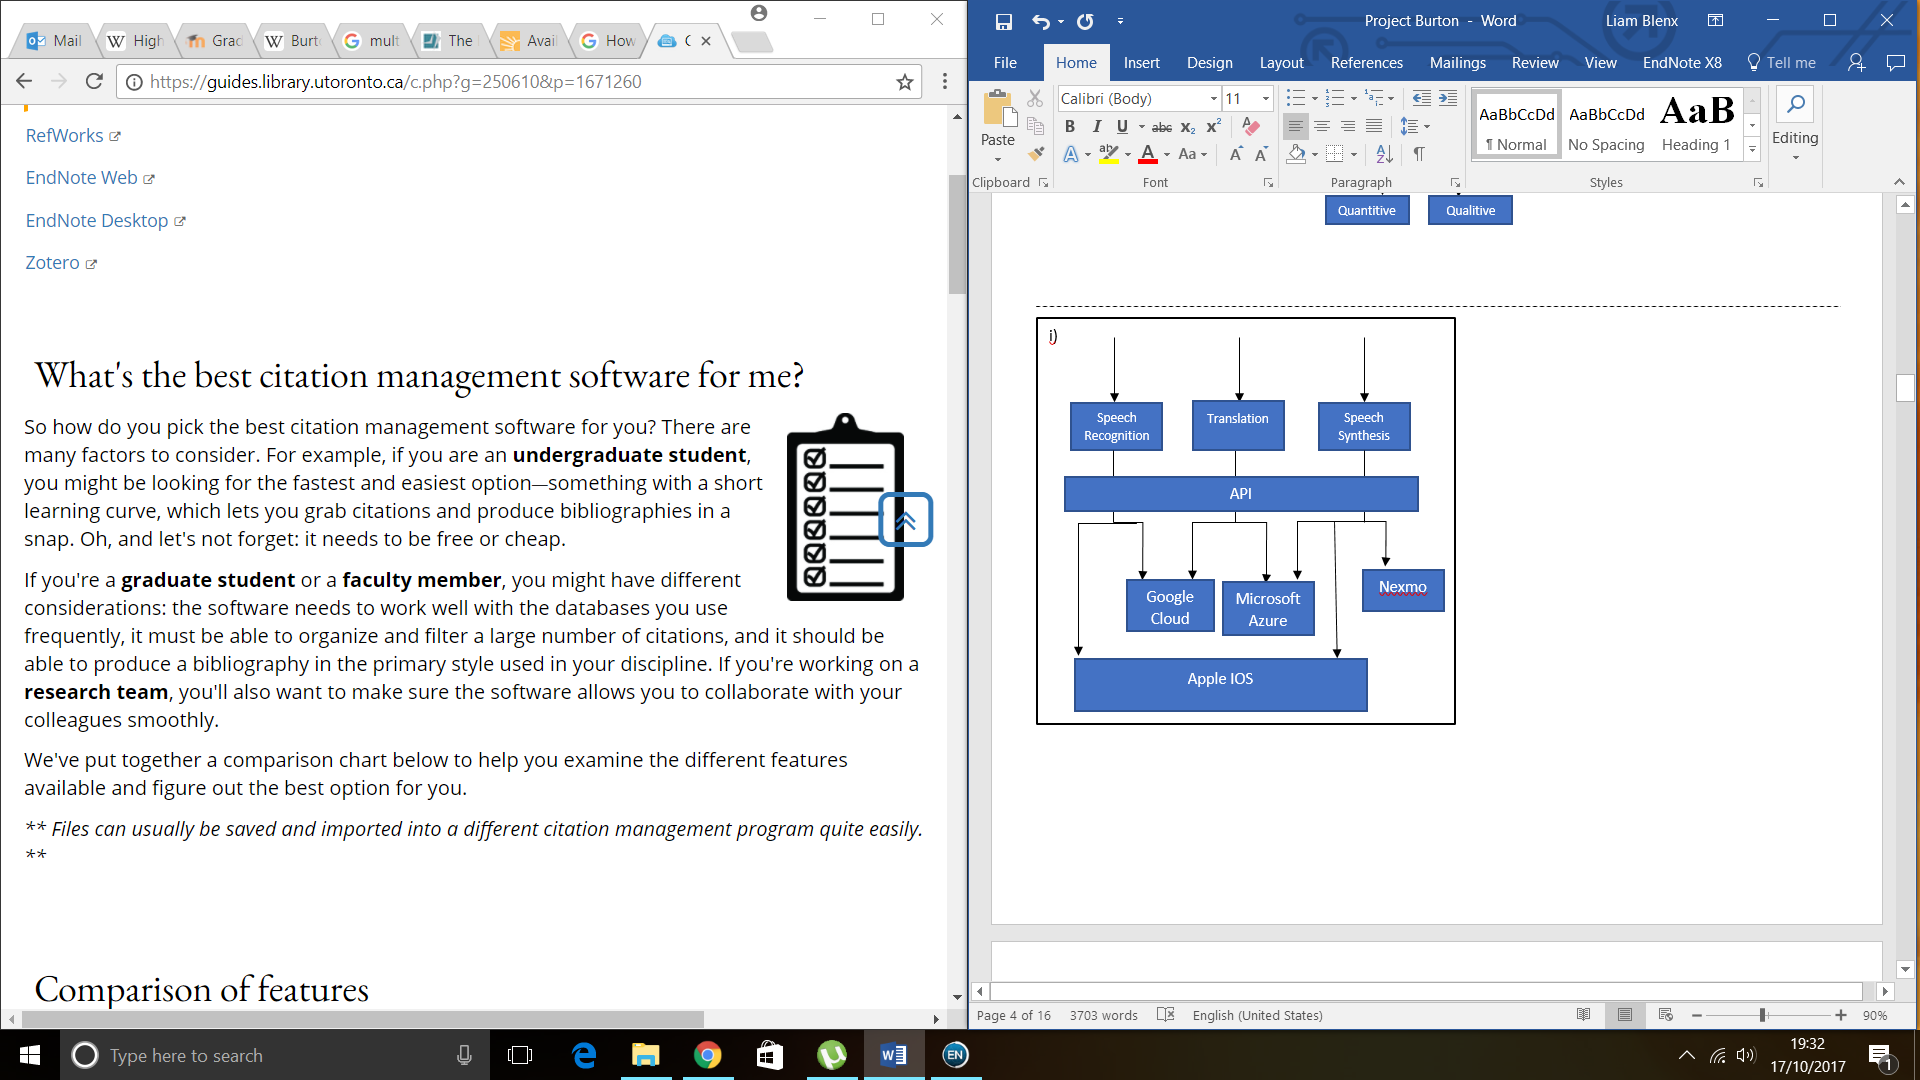 Mail
High
Grad
Burt
mult
The
Avai
How
C
https://guides.library.utoronto.ca/c.php?g=250610&p=1671260
RefWorks
EndNote Web
EndNote Desktop
Zotero
What's the best citation management software for me?
So how do you pick the best citation management software for you? There are
many factors to consider. For example, if you are an undergraduate student,
you might be looking for the fastest and easiest option—something with a short
learning curve, which lets you grab citations and produce bibliographies in a
snap. Oh, and let's not forget: it needs to be free or cheap.
If you're a graduate student or a faculty member, you might have different
considerations: the software needs to work well with the databases you use
frequently, it must be able to organize and filter a large number of citations, and it should be
able to produce a bibliography in the primary style used in your discipline. If you're working on a
research team, you'll also want to make sure the software allows you to collaborate with your
colleagues smoothly.
We've put together a comparison chart below to help you examine the different features
available and figure out the best option for you.
** Files can usually be saved and imported into a different citation management program quite easily.
**
Comparison of features
Project Burton - Word
Liam Blenx
File Home Insert Design Layout References Mailings Review View EndNote X8 Tell me
Paste
Clipboard
Calibri (Body) 11
B I U abc X₂ X²
A ab A Aa A A
Font
Paragraph
AaBbCcDd AaBbCcDd AaB
¶ Normal No Spacing Heading 1
Styles
Editing
Quantitive Qualitive
i)
Speech
Recognition
Translation
Speech
Synthesis
API
Google
Cloud
Microsoft
Azure
Nexmo
Apple IOS
Page 4 of 16 3703 words English (United States) 90%
Type here to search
W
EN
19:32
17/10/2017
1